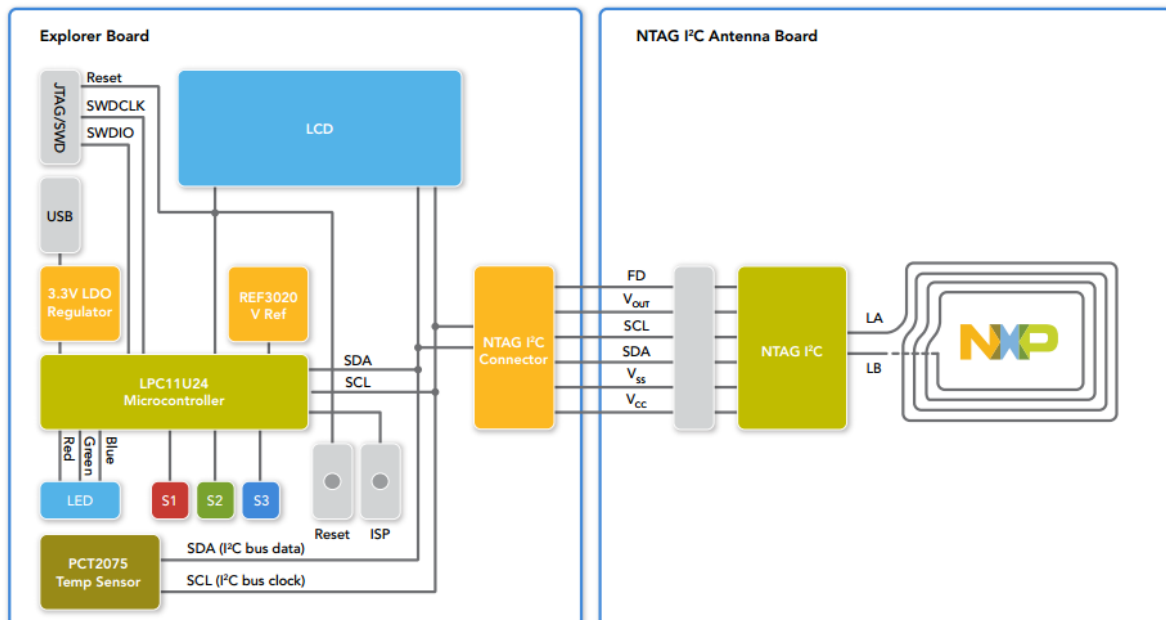 Explorer Board
JTAG/SWD
Reset
SWDCLK
SWDIO
LCD
USB
3.3V LDO
Regulator
REF3020
V Ref
LPC11U24
Microcontroller
SDA
SCL
NTAG I²C
Connector
Red
Green
Blue
LED
S1
S2
S3
Reset
ISP
PCT2075
Temp Sensor
SDA (I²C bus data)
SCL (I²C bus clock)
NTAG I²C Antenna Board
FD
VOUT
SCL
SDA
VSS
VCC
NTAG I²C
LA
LB
NXP